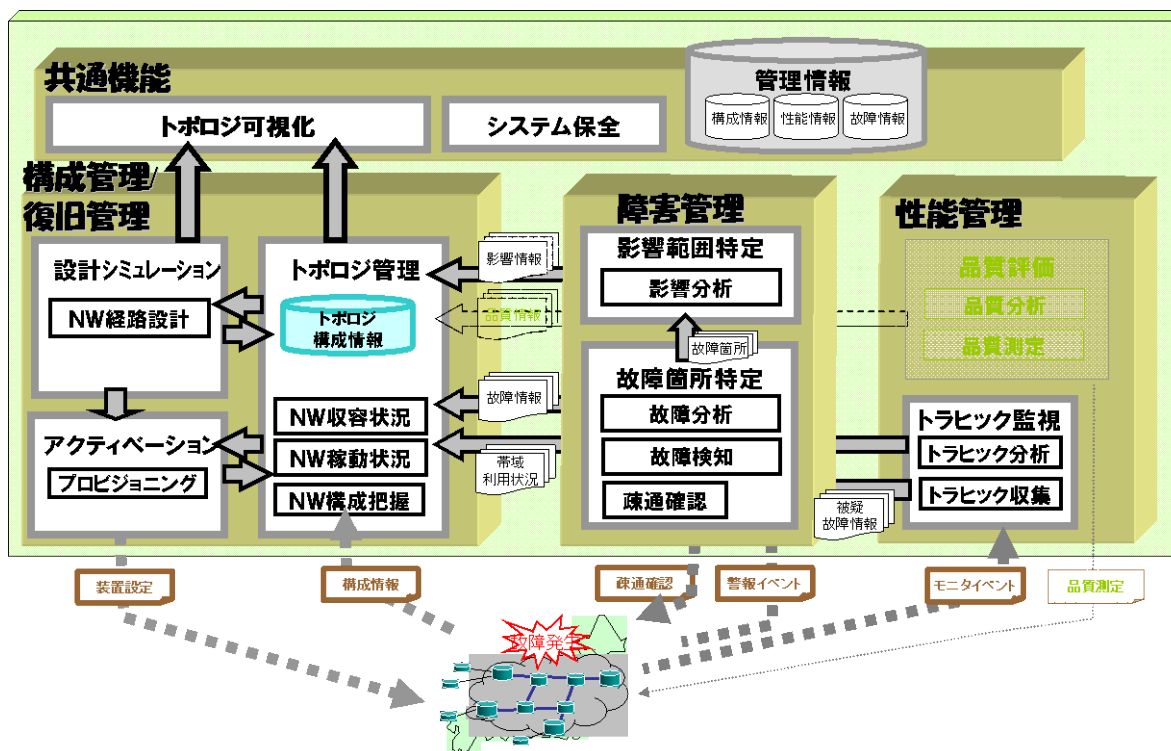 共通機能
管理情報
構成情報
性能情報
故障情報
トポロジ可視化
システム保全
構成管理/
復旧管理
障害管理
性能管理
設計シミュレーション
NW経路設計
トポロジ管理
トポロジ
構成情報
影響情報
品質情報
影響範囲特定
影響分析
品質評価
品質分析
品質測定
故障箇所
故障箇所特定
故障分析
故障検知
疎通確認
故障情報
NW収容状況
NW稼動状況
NW構成把握
帯域
利用状況
アクティベーション
プロビジョニング
トラヒック監視
トラヒック分析
トラヒック収集
被疑
故障情報
装置設定
構成情報
疎通確認
警報イベント
モニタイベント
品質測定
故障発生